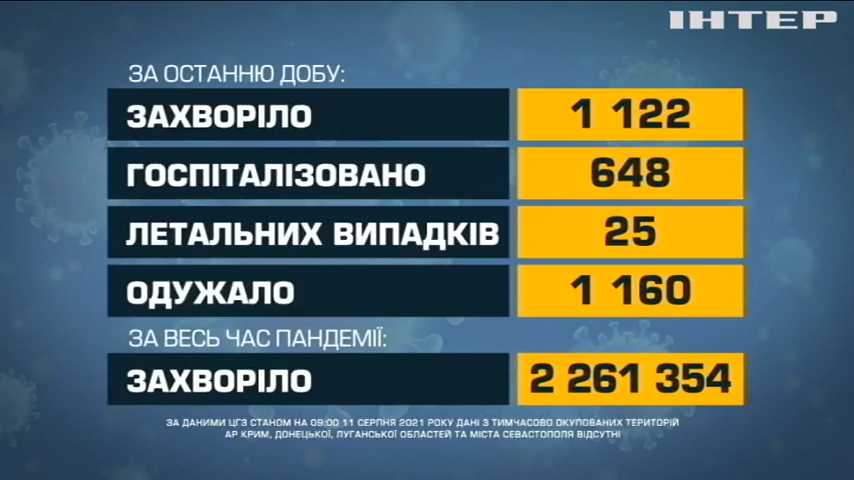 ІНТЕР
ЗА ОСТАННЮ ДОБУ:
ЗАХВОРІЛО 1 122
ГОСПІТАЛІЗОВАНО 648
ЛЕТАЛЬНИХ ВИПАДКІВ 25
ОДУЖАЛО 1 160
ЗА ВЕСЬ ЧАС ПАНДЕМІЇ:
ЗАХВОРІЛО 2 261 354
ЗА ДАНИМИ ЦГЗ СТАНОМ НА 09:00 11 СЕРПНЯ 2021 РОКУ ДАНІ З ТИМЧАСОВО ОКУПОВАНИХ ТЕРИТОРІЙ
АР КРИМ, ДОНЕЦЬКОЇ, ЛУГАНСЬКОЇ ОБЛАСТЕЙ ТА МІСТА СЕВАСТОПОЛЯ ВІДСУТНІ